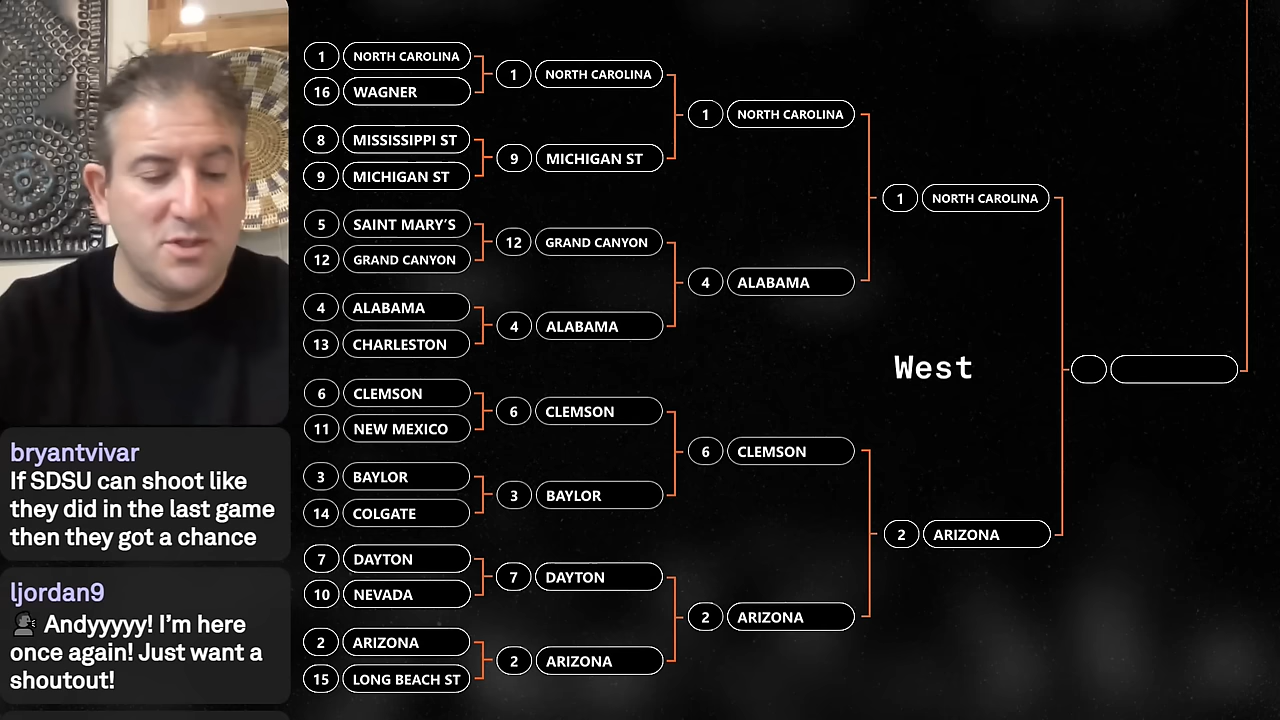 1 NORTH CAROLINA
16 WAGNER
8 MISSISSIPPI ST
9 MICHIGAN ST
5 SAINT MARY'S
12 GRAND CANYON
4 ALABAMA
13 CHARLESTON
6 CLEMSON
11 NEW MEXICO
3 BAYLOR
14 COLGATE
7 DAYTON
10 NEVADA
2 ARIZONA
15 LONG BEACH ST
1 NORTH CAROLINA
9 MICHIGAN ST
12 GRAND CANYON
4 ALABAMA
6 CLEMSON
3 BAYLOR
7 DAYTON
2 ARIZONA
1 NORTH CAROLINA
4 ALABAMA
6 CLEMSON
2 ARIZONA
1 NORTH CAROLINA
2 ARIZONA
West
bryantvivar
If SDSU can shoot like
they did in the last game
then they got a chance
ljordan9
Andyyyyy! I'm here
once again! Just want a
shoutout!